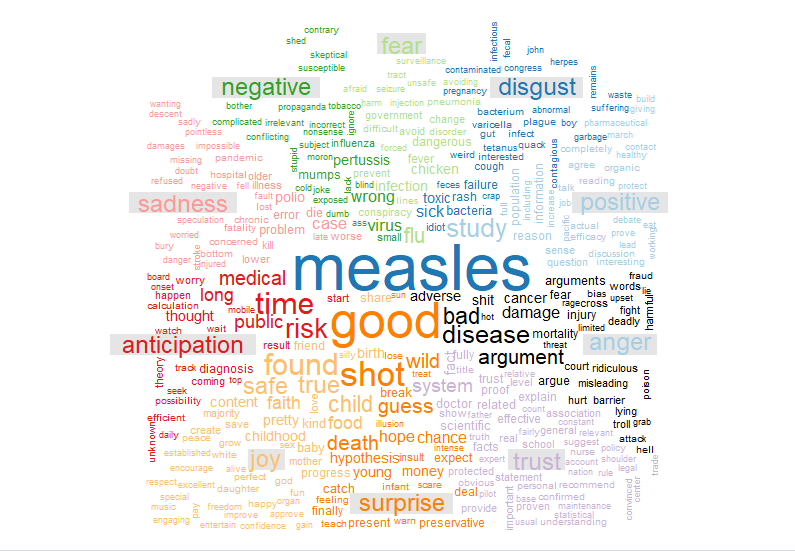 contrary
shed
fear
infectious
fecal
john
skeptical
surveillance
herpes
susceptible
tract
contaminated
congress
remains
negative
afraid
seizure
unsafe
avoiding
pregnancy
disgust
wanting
descent
bother
propaganda
tobacco
harm
injection
pneumonia
bacterium
abnormal
waste
suffering
build
giving
sadly
complicated
irrelevant
incorrect
ignore
government
change
varicella
plague
boy
pharmaceutical
pointless
conflicting
nonsense
influenza
difficult
avoid
disorder
gut
infect
garbage
march
damages
impossible
stupid
subject
forced
dangerous
tetanus
quack
contagious
completely
contact
missing
pandemic
moron
pertussis
fever
weird
interested
agree
healthy
doubt
hospital
older
mumps
prevent
chicken
cough
organic
refused
negative
fell
illness
cold
joke
lack
blind
infection
feces
failure
population
including
information
increase
talk
reading
protect
sadness
fault
polio
exposed
wrong
lines
toxic
rash
crap
job
positive
lost
speculation
chronic
error
die
dumb
conspiracy
sick
bacteria
full
pacific
actual
debate
eat
fatality
problem
case
ass
virus
idiot
study
reason
efficacy
prove
working
worried
concerned
late
worse
small
flu
sense
lead
bury
stroke
bottom
kill
question
discussion
danger
injured
lower
measles
interesting
board
onset
worry
medical
arguments
words
fraud
happen
long
time
start
share
sun
adverse
shit
cancer
fear
bias
upset
lie
harmful
calculation
mobile
good
bad
hot
damage
rage
cross
fight
thought
public
risk
injury
deadly
watch
wait
disease
mortality
limited
anticipation
result
friend
silly
birth
lose
wild
fact
fully
argument
threat
anger
theory
track
diagnosis
found
shot
treat
title
court
ridiculous
poison
coming
top
safe
true
system
trust
relative
level
argue
misleading
seek
possibility
content
faith
love
child
break
guess
doctor
related
proof
explain
hurt
barrier
efficient
majority
pretty
kind
food
illusion
show
father
effective
count
association
lying
unknown
daily
create
save
scientific
constant
troll
grab
peace
childhood
death
hope
chance
intense
truth
real
fairly
general
relevant
attack
established
grow
sex
baby
facts
school
suggest
policy
hell
white
joy
mother
hypothesis
insult
expect
expert
trust
nurse
shoulder
encourage
alive
progress
young
money
protected
account
legal
trade
respect
excellent
perfect
god
catch
infant
scare
obvious
statement
nation
rule
special
daughter
fun
feeling
surprise
deal
pilot
important
personal
recommend
convinced
center
music
pay
freedom
happy
organ
finally
provide
base
confirmed
improve
approve
proven
maintenance
engaging
entertain
confidence
gain
teach
present
warn
preservative
statistical
usual
understanding